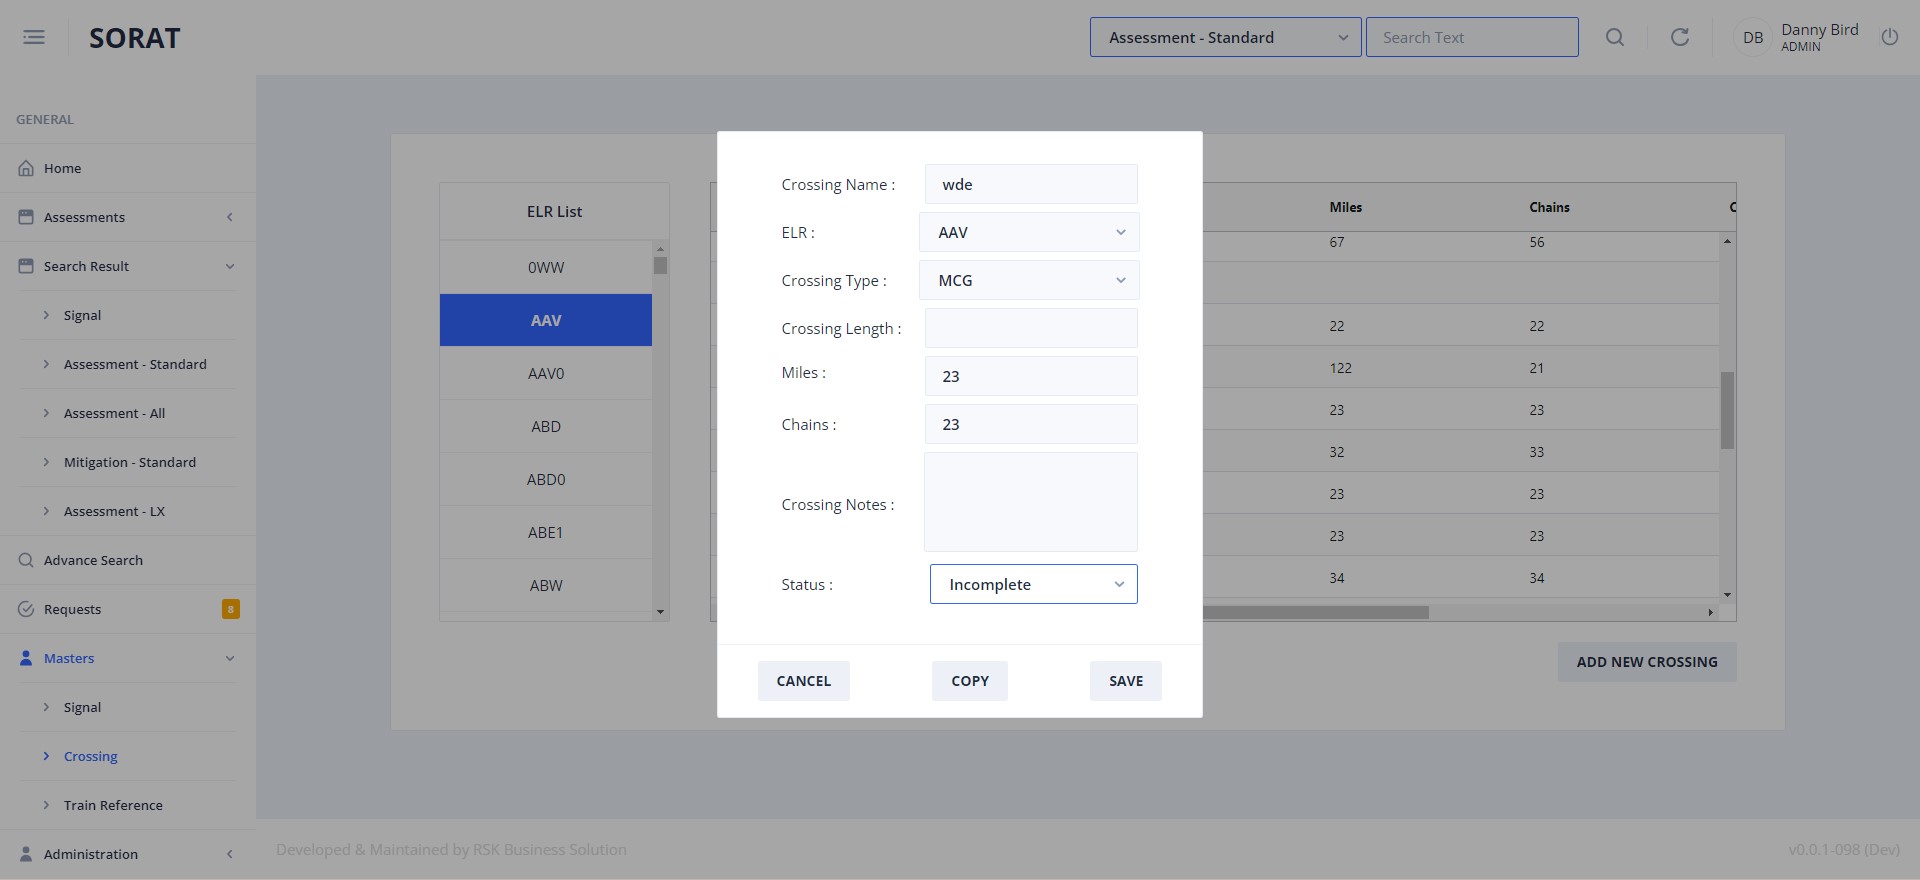 SORAT
Assessment - Standard
Search Text
DB
Danny Bird
ADMIN
GENERAL
Home
Assessments
Search Result
Signal
Assessment - Standard
Assessment - All
Mitigation - Standard
Assessment - LX
Advance Search
Requests
8
Masters
Signal
Crossing
Train Reference
Administration
ELR List
0WW
AAV
AAV0
ABD
ABD0
ABE1
ABW
Crossing Name : wde
ELR : AAV
Crossing Type : MCG
Crossing Length :
Miles : 23
Chains : 23
Crossing Notes :
Status : Incomplete
CANCEL COPY SAVE
Miles Chains C
67 56
22 22
122 21
23 23
32 33
23 23
23 23
34 34
ADD NEW CROSSING
Developed & Maintained by RSK Business Solution
v0.0.1-098 (Dev)